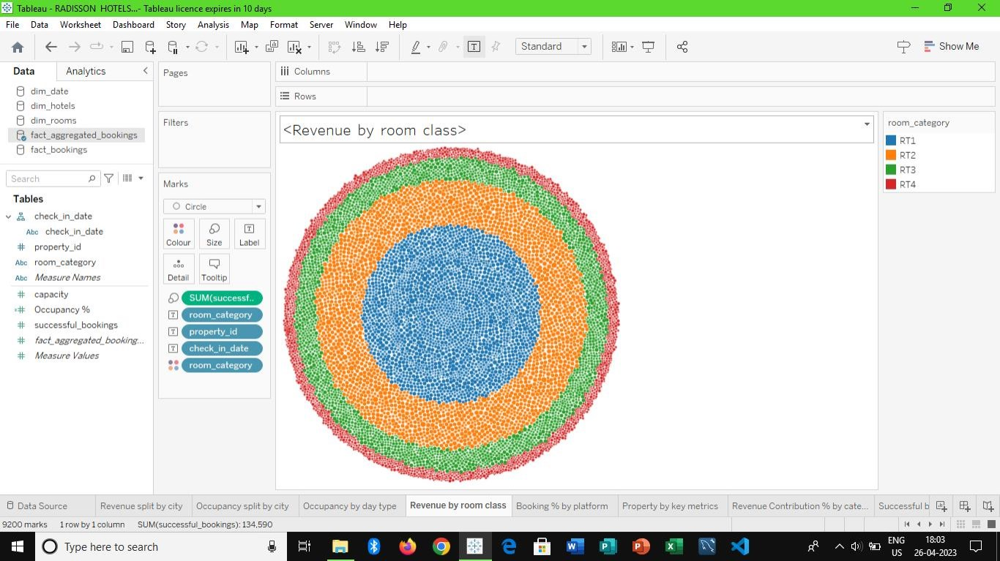 Tableau - RADISSON HOTELS...- Tableau licence expires in 10 days
File Data Worksheet Dashboard Story Analysis Map Format Server Window Help
Standard Show Me
Data Analytics
dim_date
dim_hotels
dim_rooms
fact_aggregated_bookings
fact_bookings
Search
Tables
check_in_date
Abc check_in_date
property_id
Abc room_category
Abc Measure Names
capacity
Occupancy %
successful_bookings
fact_aggregated_booking...
Measure Values
Pages
Filters
Marks
Circle
Colour Size Label
Detail Tooltip
SUM(successf..
room_category
property_id
check_in_date
room_category
Columns
Rows
<Revenue by room class>
room_category
RT1
RT2
RT3
RT4
Data Source Revenue split by city Occupancy split by city Occupancy by day type Revenue by room class Booking % by platform Property by key metrics Revenue Contribution % by cate... Successful b
9200 marks 1 row by 1 column SUM(successful_bookings): 134,590
Type here to search
ENG
US
18:03
26-04-2023